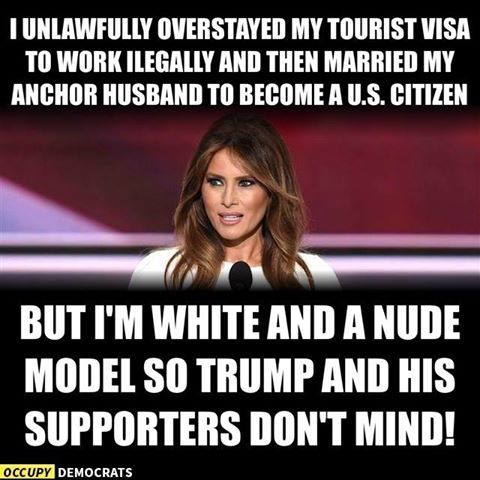 I UNLAWFULLY OVERSTAYED MY TOURIST VISA
TO WORK ILEGALLY AND THEN MARRIED MY
ANCHOR HUSBAND TO BECOME A U.S. CITIZEN
BUT I'M WHITE AND A NUDE
MODEL SO TRUMP AND HIS
SUPPORTERS DON'T MIND!
OCCUPY DEMOCRATS